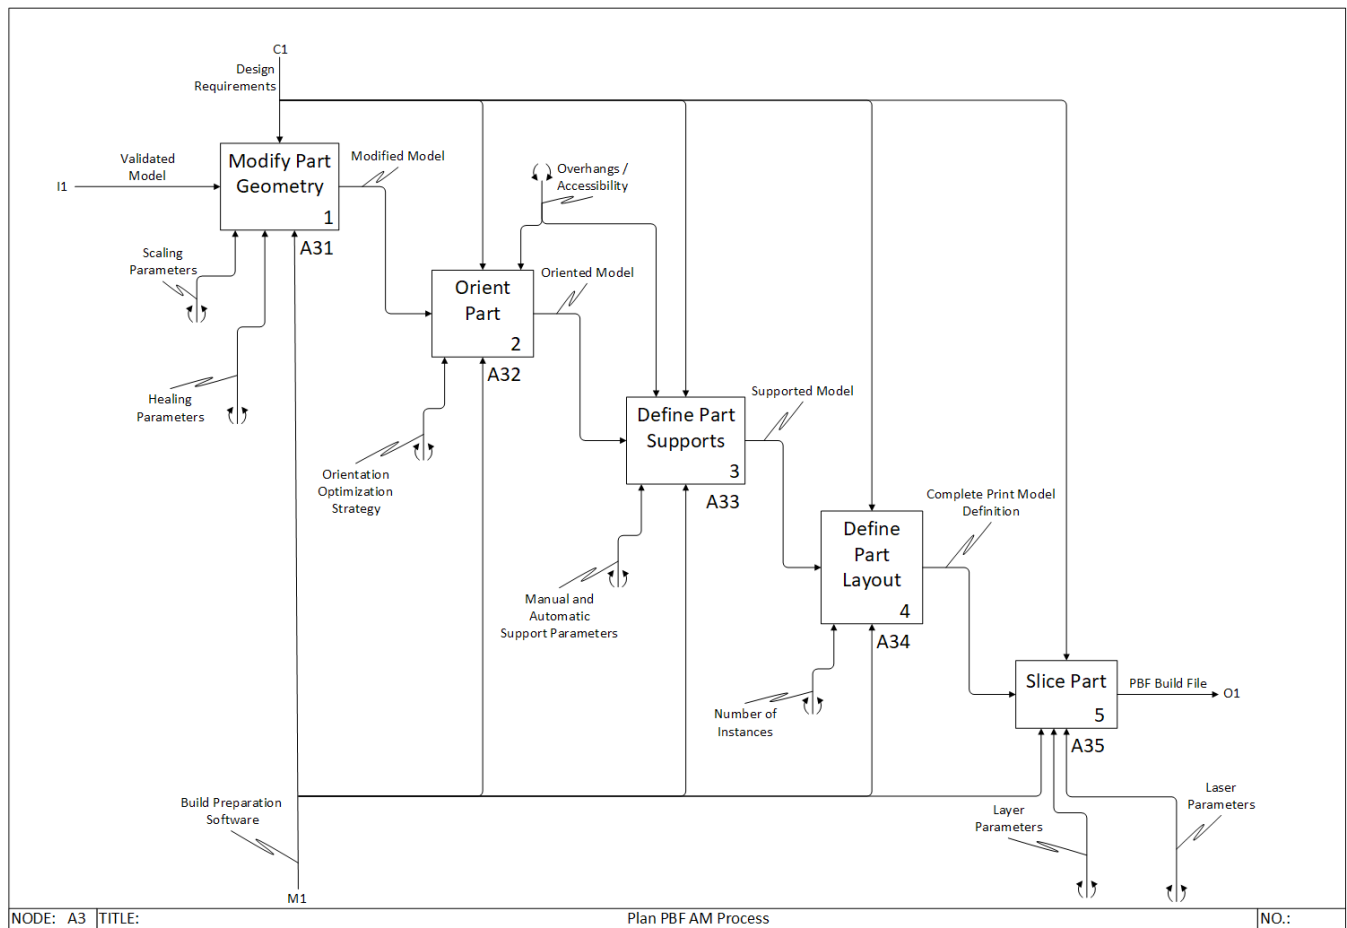 C1
Design
Requirements
Validated
Model
I1
Modify Part
Geometry
1
A31
Modified Model
Overhangs /
Accessibility
Scaling
Parameters
Healing
Parameters
Orient
Part
2
A32
Oriented Model
Orientation
Optimization
Strategy
Define Part
Supports
3
A33
Supported Model
Manual and
Automatic
Support Parameters
Define
Part
Layout
4
A34
Complete Print Model
Definition
Number of
Instances
Slice Part
5
A35
PBF Build File
O1
Build Preparation
Software
M1
Layer
Parameters
Laser
Parameters
NODE: A3 TITLE: Plan PBF AM Process NO.: